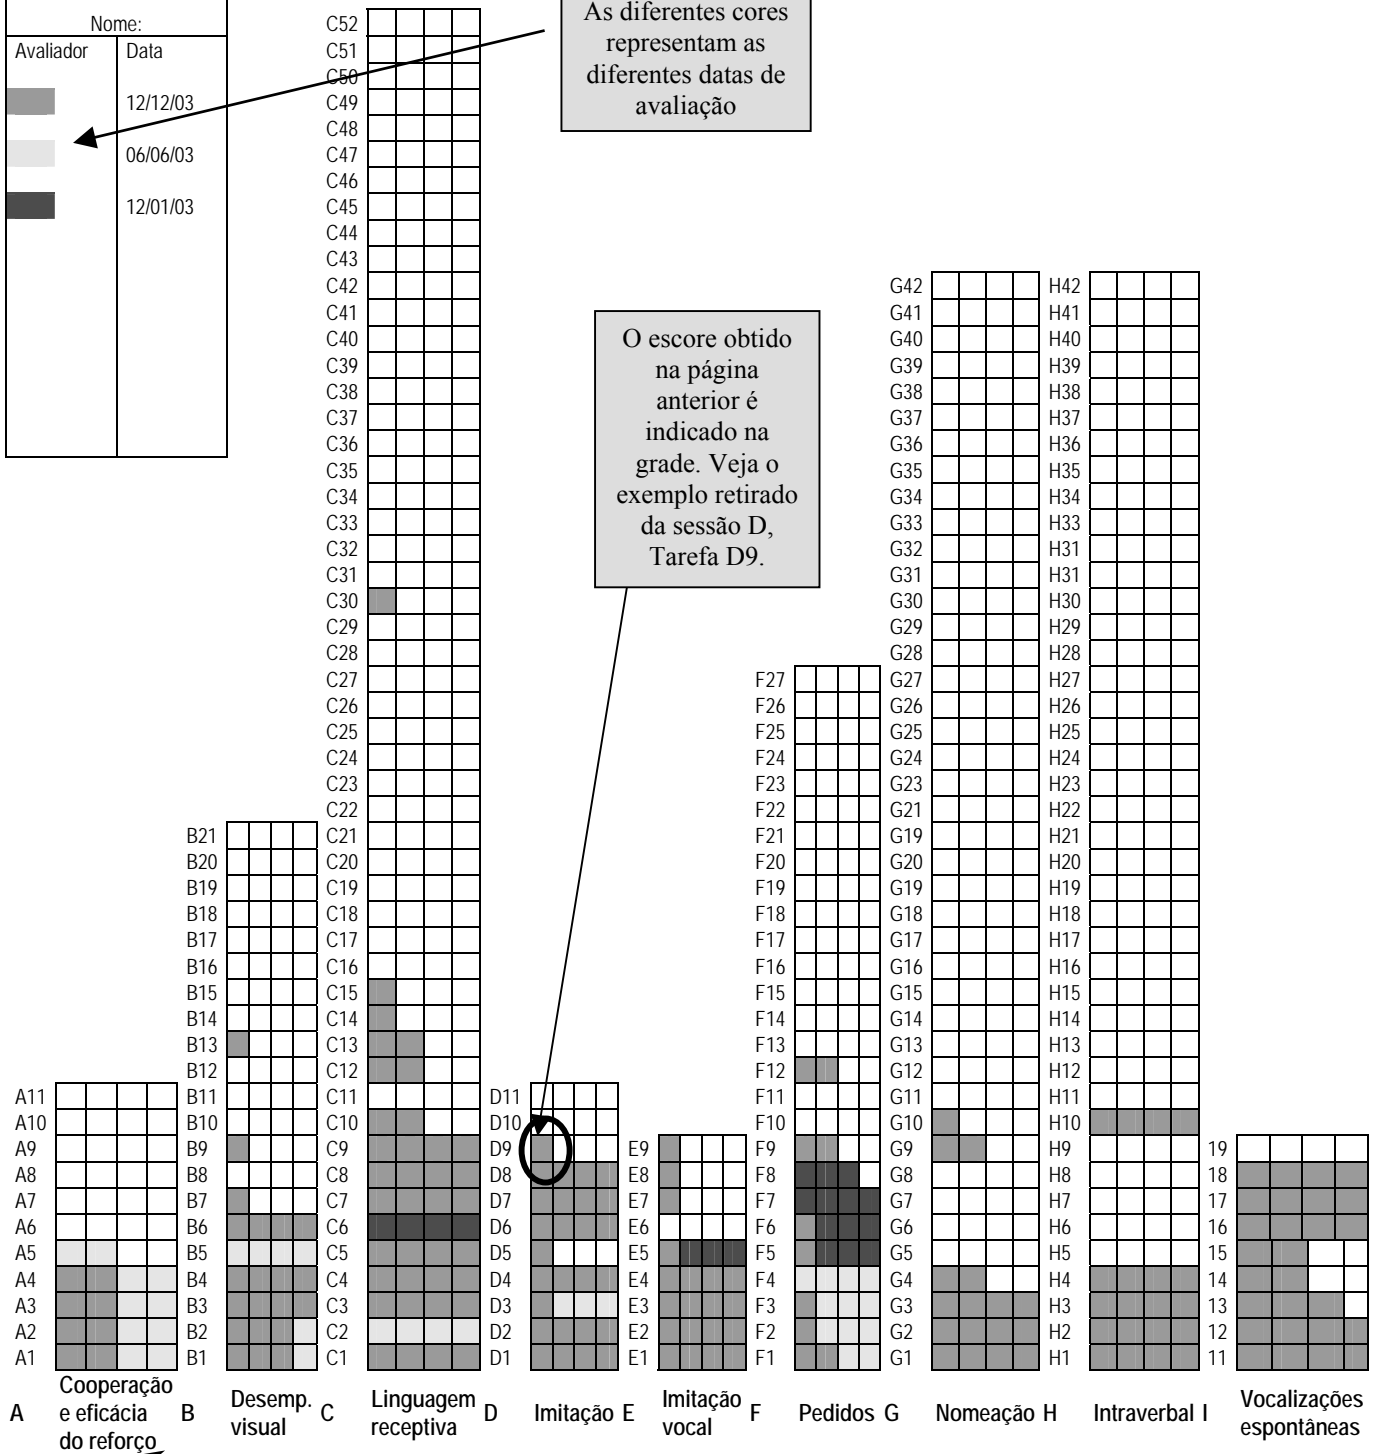 Nome:
Avaliador Data
12/12/03
06/06/03
12/01/03
As diferentes cores
representam as
diferentes datas de
avaliação
O escore obtido
na página
anterior é
indicado na
grade. Veja o
exemplo retirado
da sessão D,
Tarefa D9.
C52
C51
C50
C49
C48
C47
C46
C45
C44
C43
C42 G42 H42
C41 G41 H41
C40 G40 H40
C39 G39 H39
C38 G38 H38
C37 G37 H37
C36 G36 H36
C35 G35 H35
C34 G34 H34
C33 G33 H33
C32 G32 H31
C31 G31 H31
C30 G30 H30
C29 G29 H29
C28 G28 H28
C27 F27 G27 H27
C26 F26 G26 H26
C25 F25 G25 H25
C24 F24 G24 H24
C23 F23 G23 H23
C22 F22 G21 H22
B21 C21 F21 G19 H21
B20 C20 F20 G20 H20
B19 C19 F19 G19 H19
B18 C18 F18 G18 H18
B17 C17 F17 G17 H17
B16 C16 F16 G16 H16
B15 C15 F15 G15 H15
B14 C14 F14 G14 H14
B13 C13 F13 G13 H13
B12 C12 F12 G12 H12
A11 B11 C11 D11 F11 G11 H11
A10 B10 C10 D10 F10 G10 H10
A9 B9 C9 D9 E9 F9 G9 H9 19
A8 B8 C8 D8 E8 F8 G8 H8 18
A7 B7 C7 D7 E7 F7 G7 H7 17
A6 B6 C6 D6 E6 F6 G6 H6 16
A5 B5 C5 D5 E5 F5 G5 H5 15
A4 B4 C4 D4 E4 F4 G4 H4 14
A3 B3 C3 D3 E3 F3 G3 H3 13
A2 B2 C2 D2 E2 F2 G2 H2 12
A1 B1 C1 D1 E1 F1 G1 H1 11
A Cooperação
e eficácia
do reforço
B Desemp.
visual
C Linguagem
receptiva
D Imitação
E Imitação
vocal
F Pedidos
G Nomeação
H Intraverbal
I Vocalizações
espontâneas